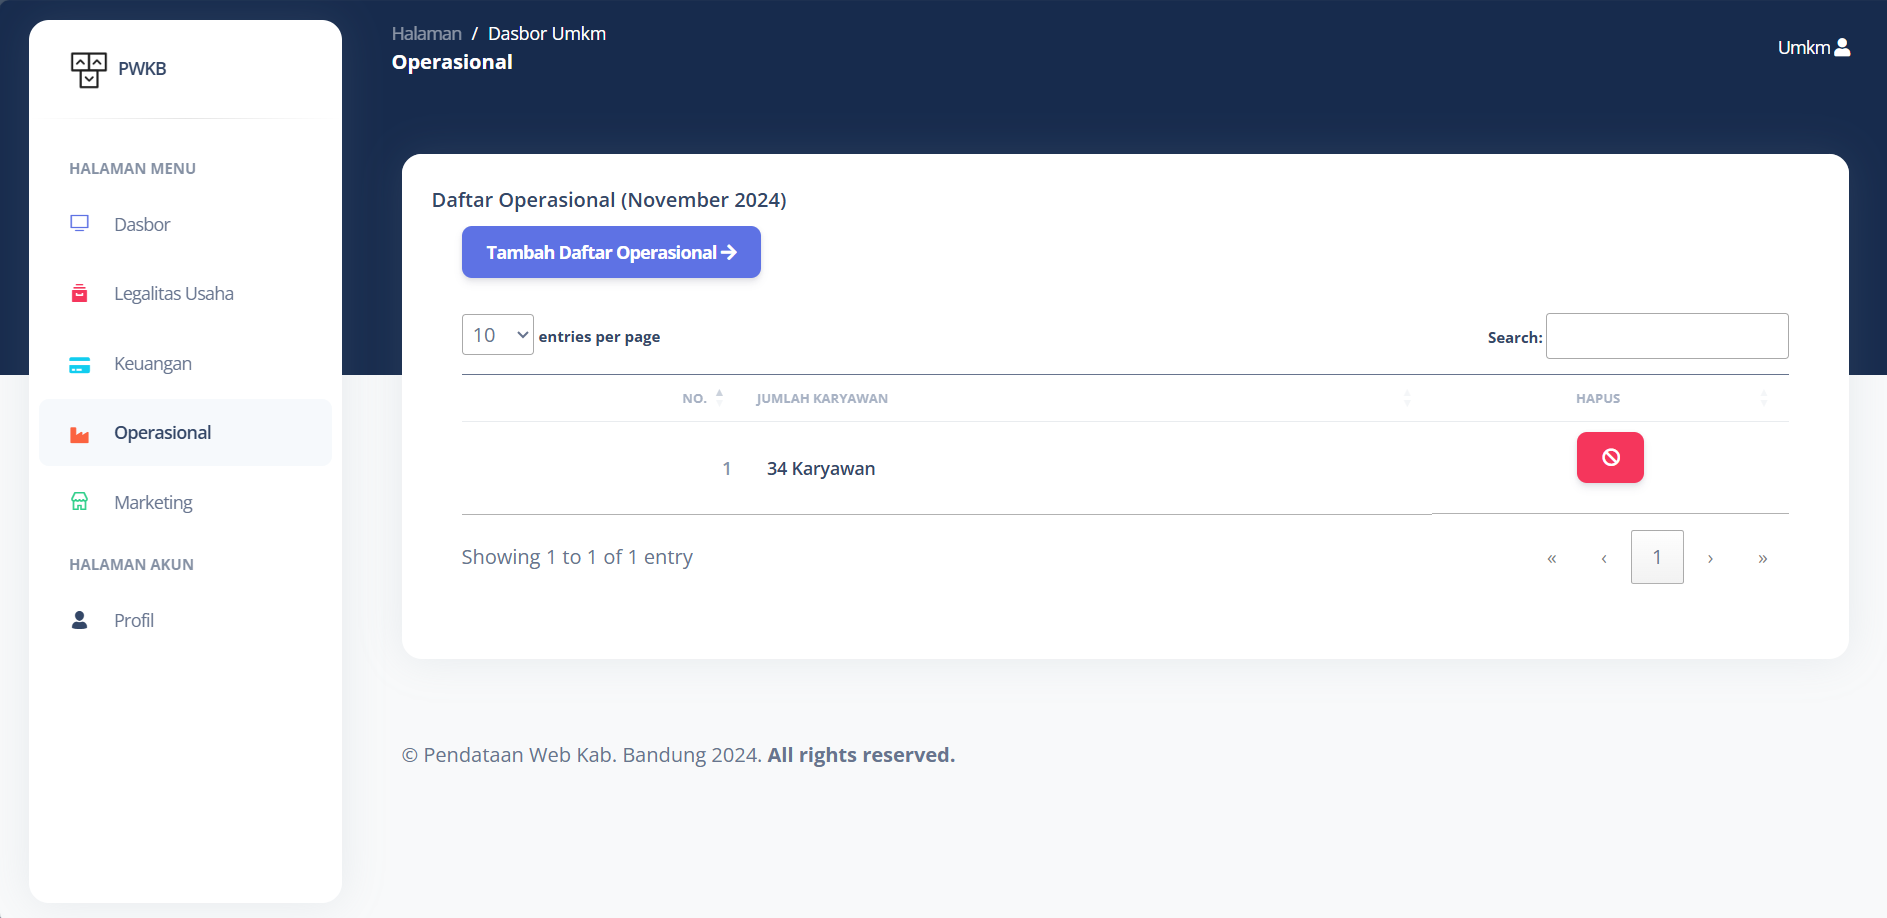 PWKB
HALAMAN MENU
Dasbor
Legalitas Usaha
Keuangan
Operasional
Marketing
HALAMAN AKUN
Profil
Halaman / Dasbor Umkm
Operasional
Umkm
Daftar Operasional (November 2024)
Tambah Daftar Operasional
10 entries per page
Search:
NO. JUMLAH KARYAWAN HAPUS
1 34 Karyawan
Showing 1 to 1 of 1 entry
« ‹ 1 › »
© Pendataan Web Kab. Bandung 2024. All rights reserved.